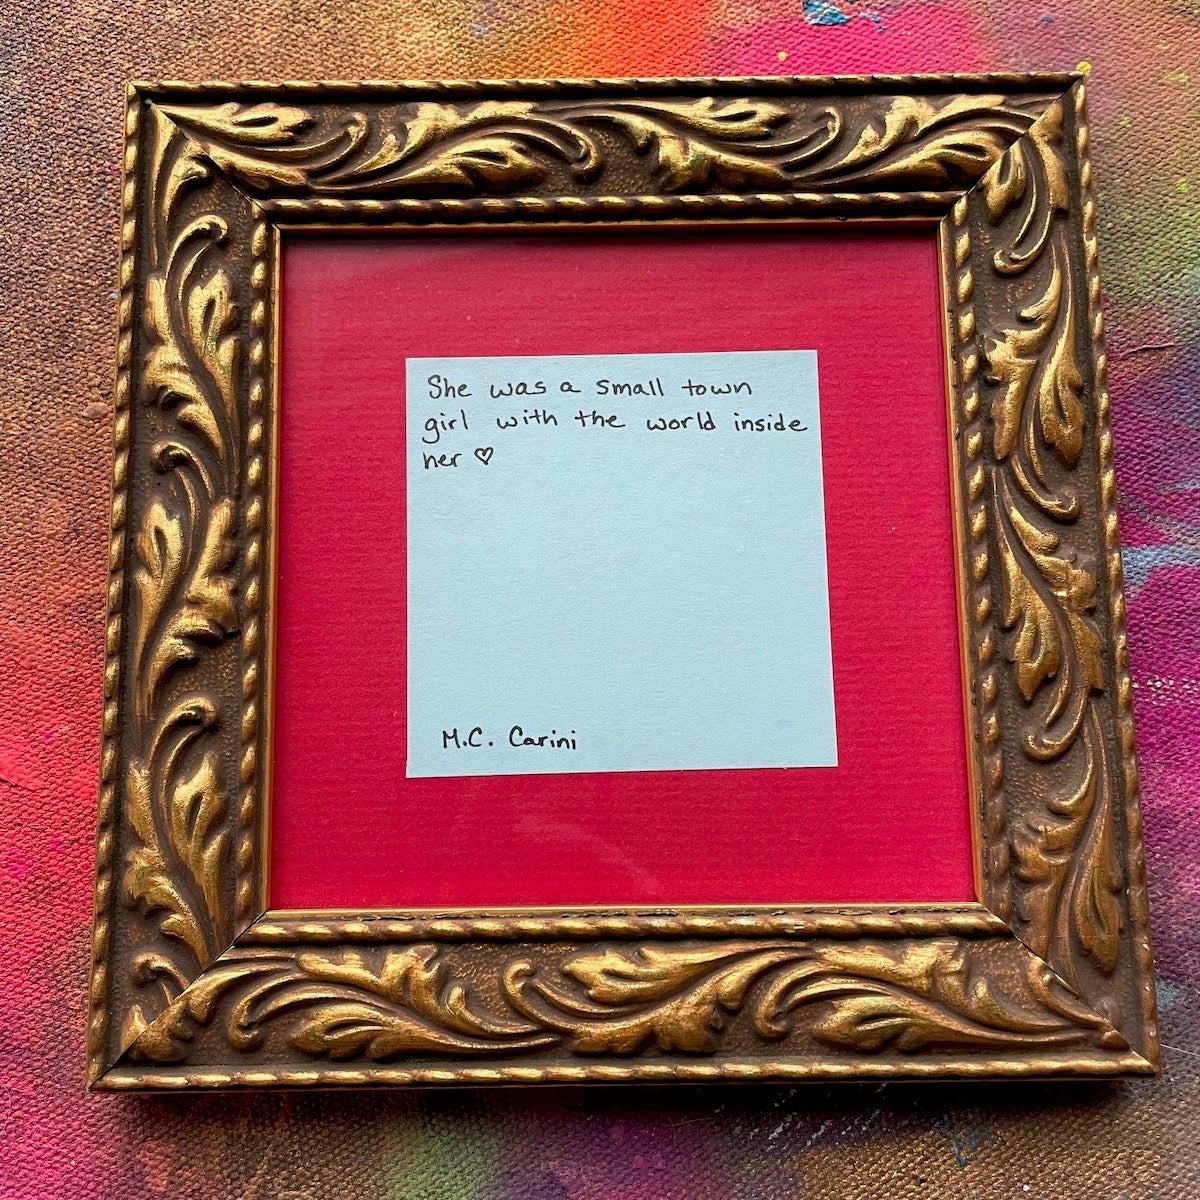 She was a small town
girl with the world inside
her ♡
M.C. Carini